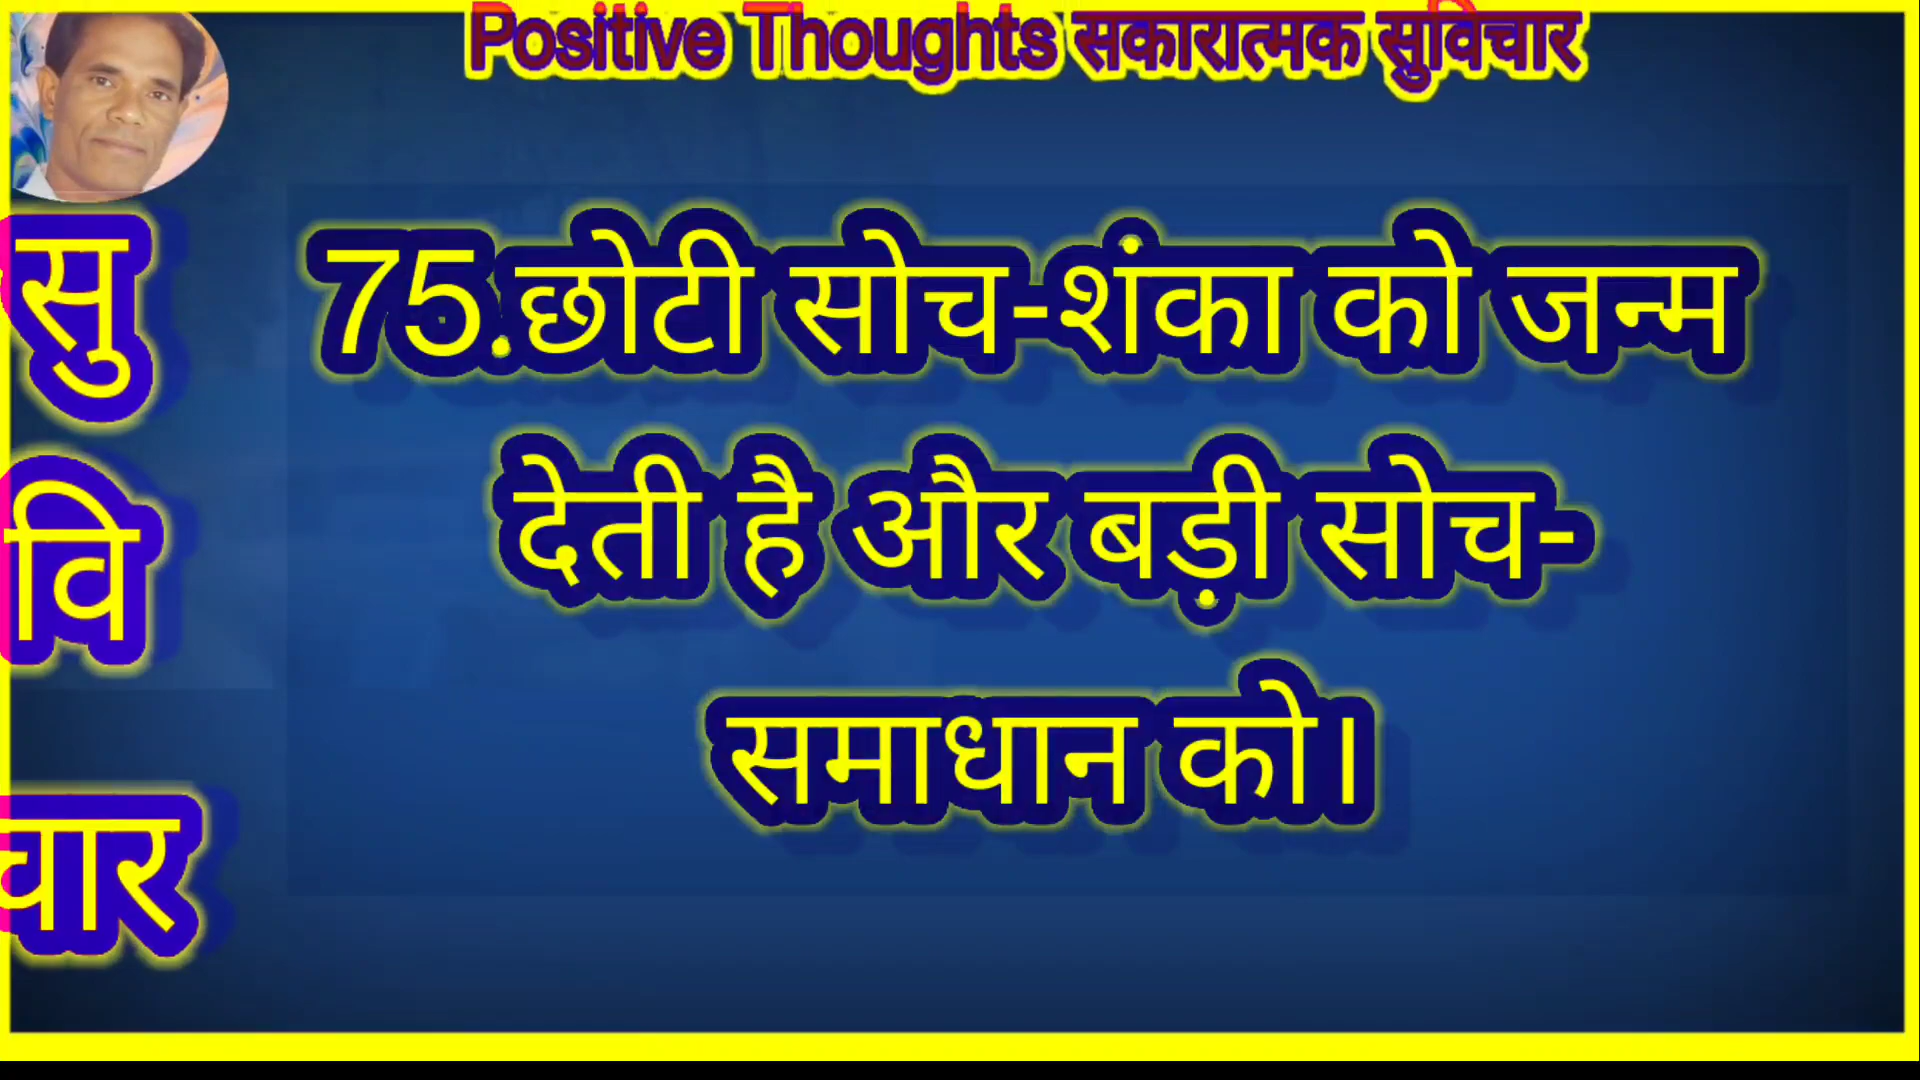 Positive Thoughts सकारात्मक सुविचार
सु
वि
चार
75.छोटी सोच-शंका को जन्म
देती है और बड़ी सोच-
समाधान को।